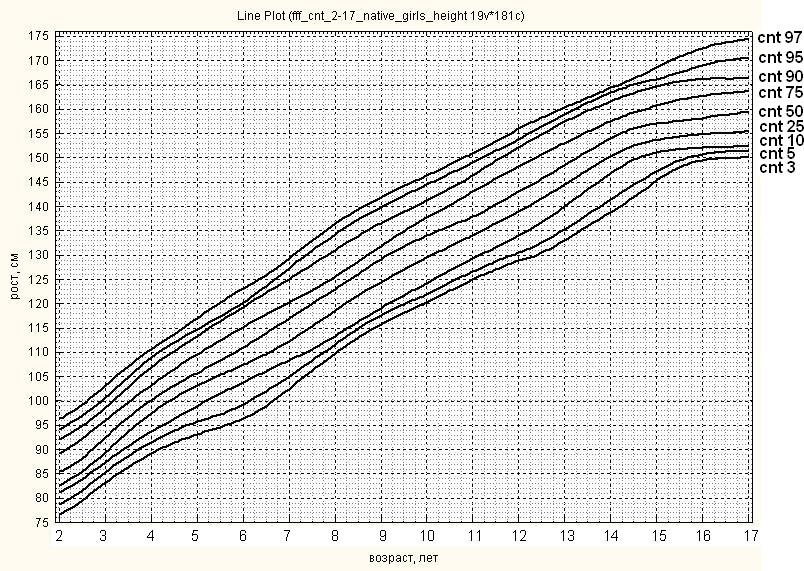 Line Plot (fff_cnt_2-17_native_girls_height 19v*181c)
175
170
165
160
155
150
145
140
135
130
125
120
115
110
105
100
95
90
85
80
75
рост, см
cnt 97
cnt 95
cnt 90
cnt 75
cnt 50
cnt 25
cnt 10
cnt 5
cnt 3
2 3 4 5 6 7 8 9 10 11 12 13 14 15 16 17
возраст, лет